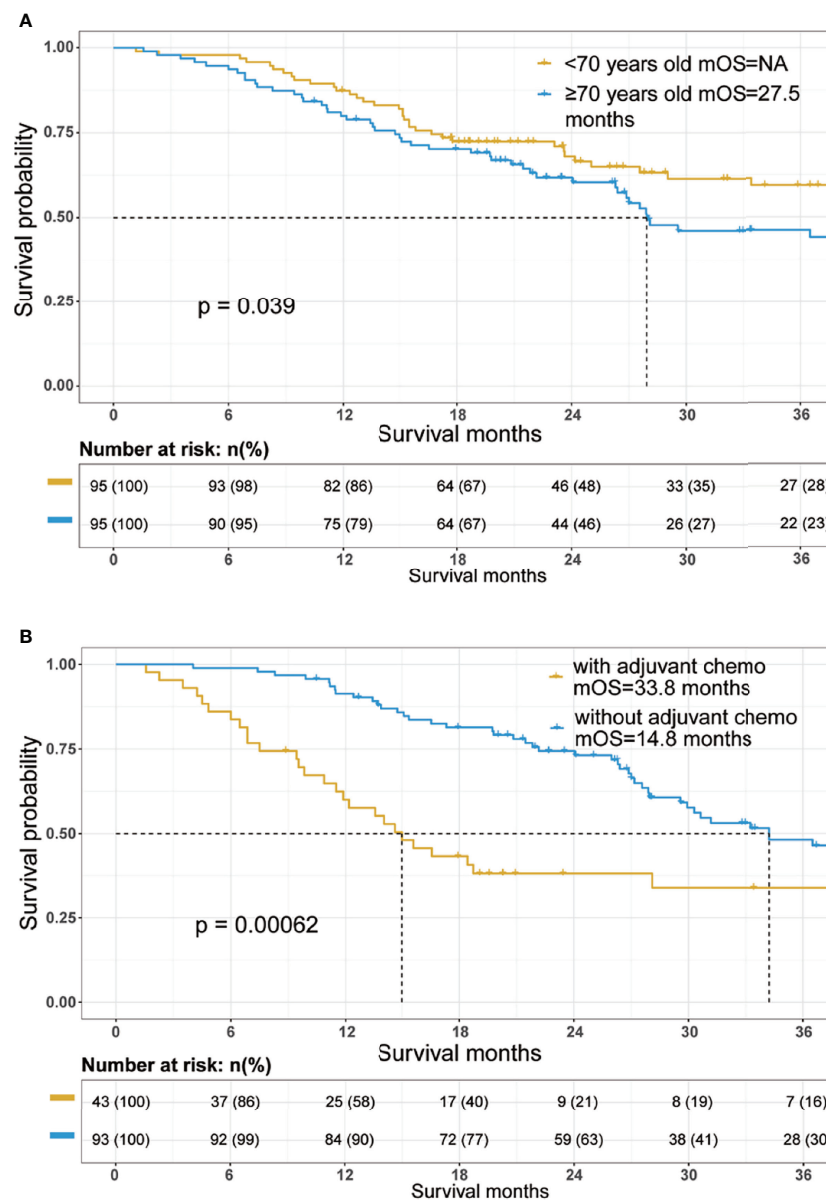 A
1.00
0.75
0.50
0.25
0.00
Survival probability
<70 years old mOS=NA
≥70 years old mOS=27.5
months
p = 0.039
0 6 12 18 24 30 36
Survival months
Number at risk: n(%)
95 (100) 93 (98) 82 (86) 64 (67) 46 (48) 33 (35) 27 (28)
95 (100) 90 (95) 75 (79) 64 (67) 44 (46) 26 (27) 22 (23
0 6 12 18 24 30 36
Survival months
B
1.00
0.75
0.50
0.25
0.00
Survival probability
with adjuvant chemo
mOS=33.8 months
without adjuvant chemo
mOS=14.8 months
p = 0.00062
0 6 12 18 24 30 36
Survival months
Number at risk: n(%)
43 (100) 37 (86) 25 (58) 17 (40) 9 (21) 8 (19) 7 (16)
93 (100) 92 (99) 84 (90) 72 (77) 59 (63) 38 (41) 28 (30
0 6 12 18 24 30 36
Survival months